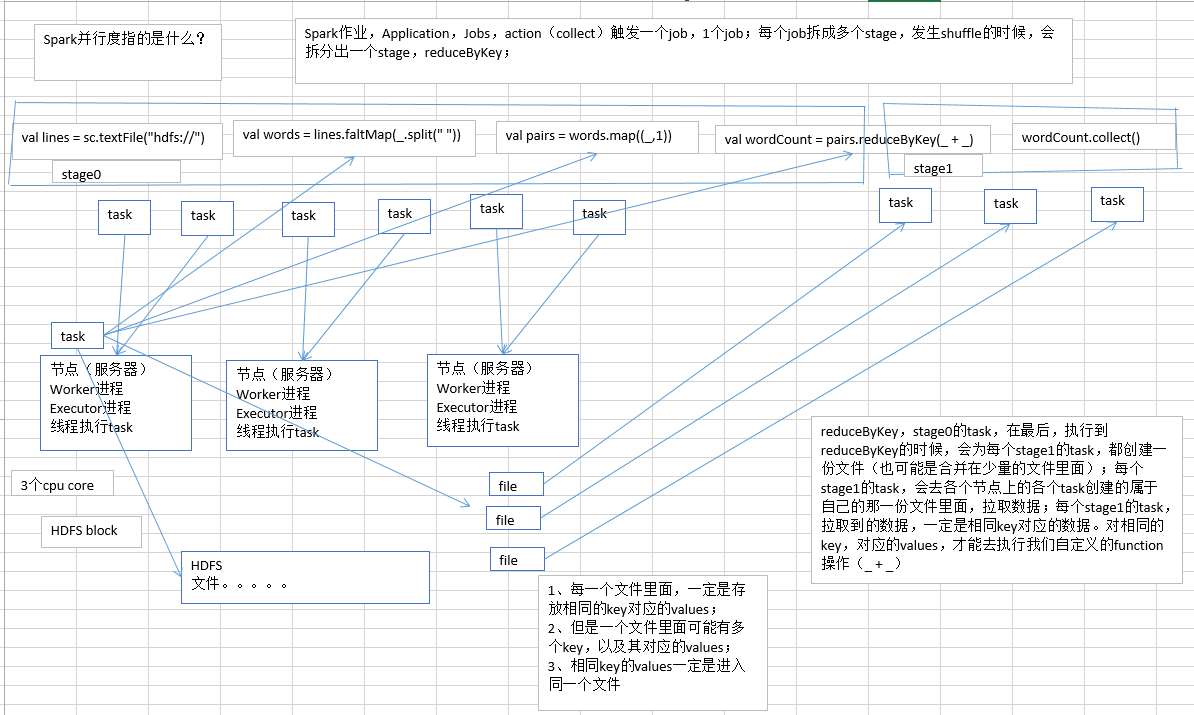 Spark并行度指的是什么？
Spark作业，Application，Jobs，action（collect）触发一个job，1个job；每个job拆成多个stage，发生shuffle的时候，会
拆分出一个stage，reduceByKey；
val lines = sc.textFile("hdfs://")
val words = lines.faltMap(_.split(" "))
val pairs = words.map((_,1))
val wordCount = pairs.reduceByKey(_ + _)
wordCount.collect()
stage0
stage1
task
task
task
task
task
task
task
task
task
task
节点（服务器）
Worker进程
Executor进程
线程执行task
节点（服务器）
Worker进程
Executor进程
线程执行task
节点（服务器）
Worker进程
Executor进程
线程执行task
3个cpu core
HDFS block
HDFS
文件。。。。。
file
file
file
reduceByKey，stage0的task，在最后，执行到
reduceByKey的时候，会为每个stage1的task，都创建一
份文件（也可能是合并在少量的文件里面）；每个
stage1的task，会去各个节点上的各个task创建的属于
自己的那一份文件里面，拉取数据；每个stage1的task，
拉取到的数据，一定是相同key对应的数据。对相同的
key，对应的values，才能去执行我们自定义的function
操作（_ + _）
1、每一个文件里面，一定是存
放相同的key对应的values；
2、但是一个文件里面可能有多
个key，以及其对应的values；
3、相同key的values一定是进入
同一个文件